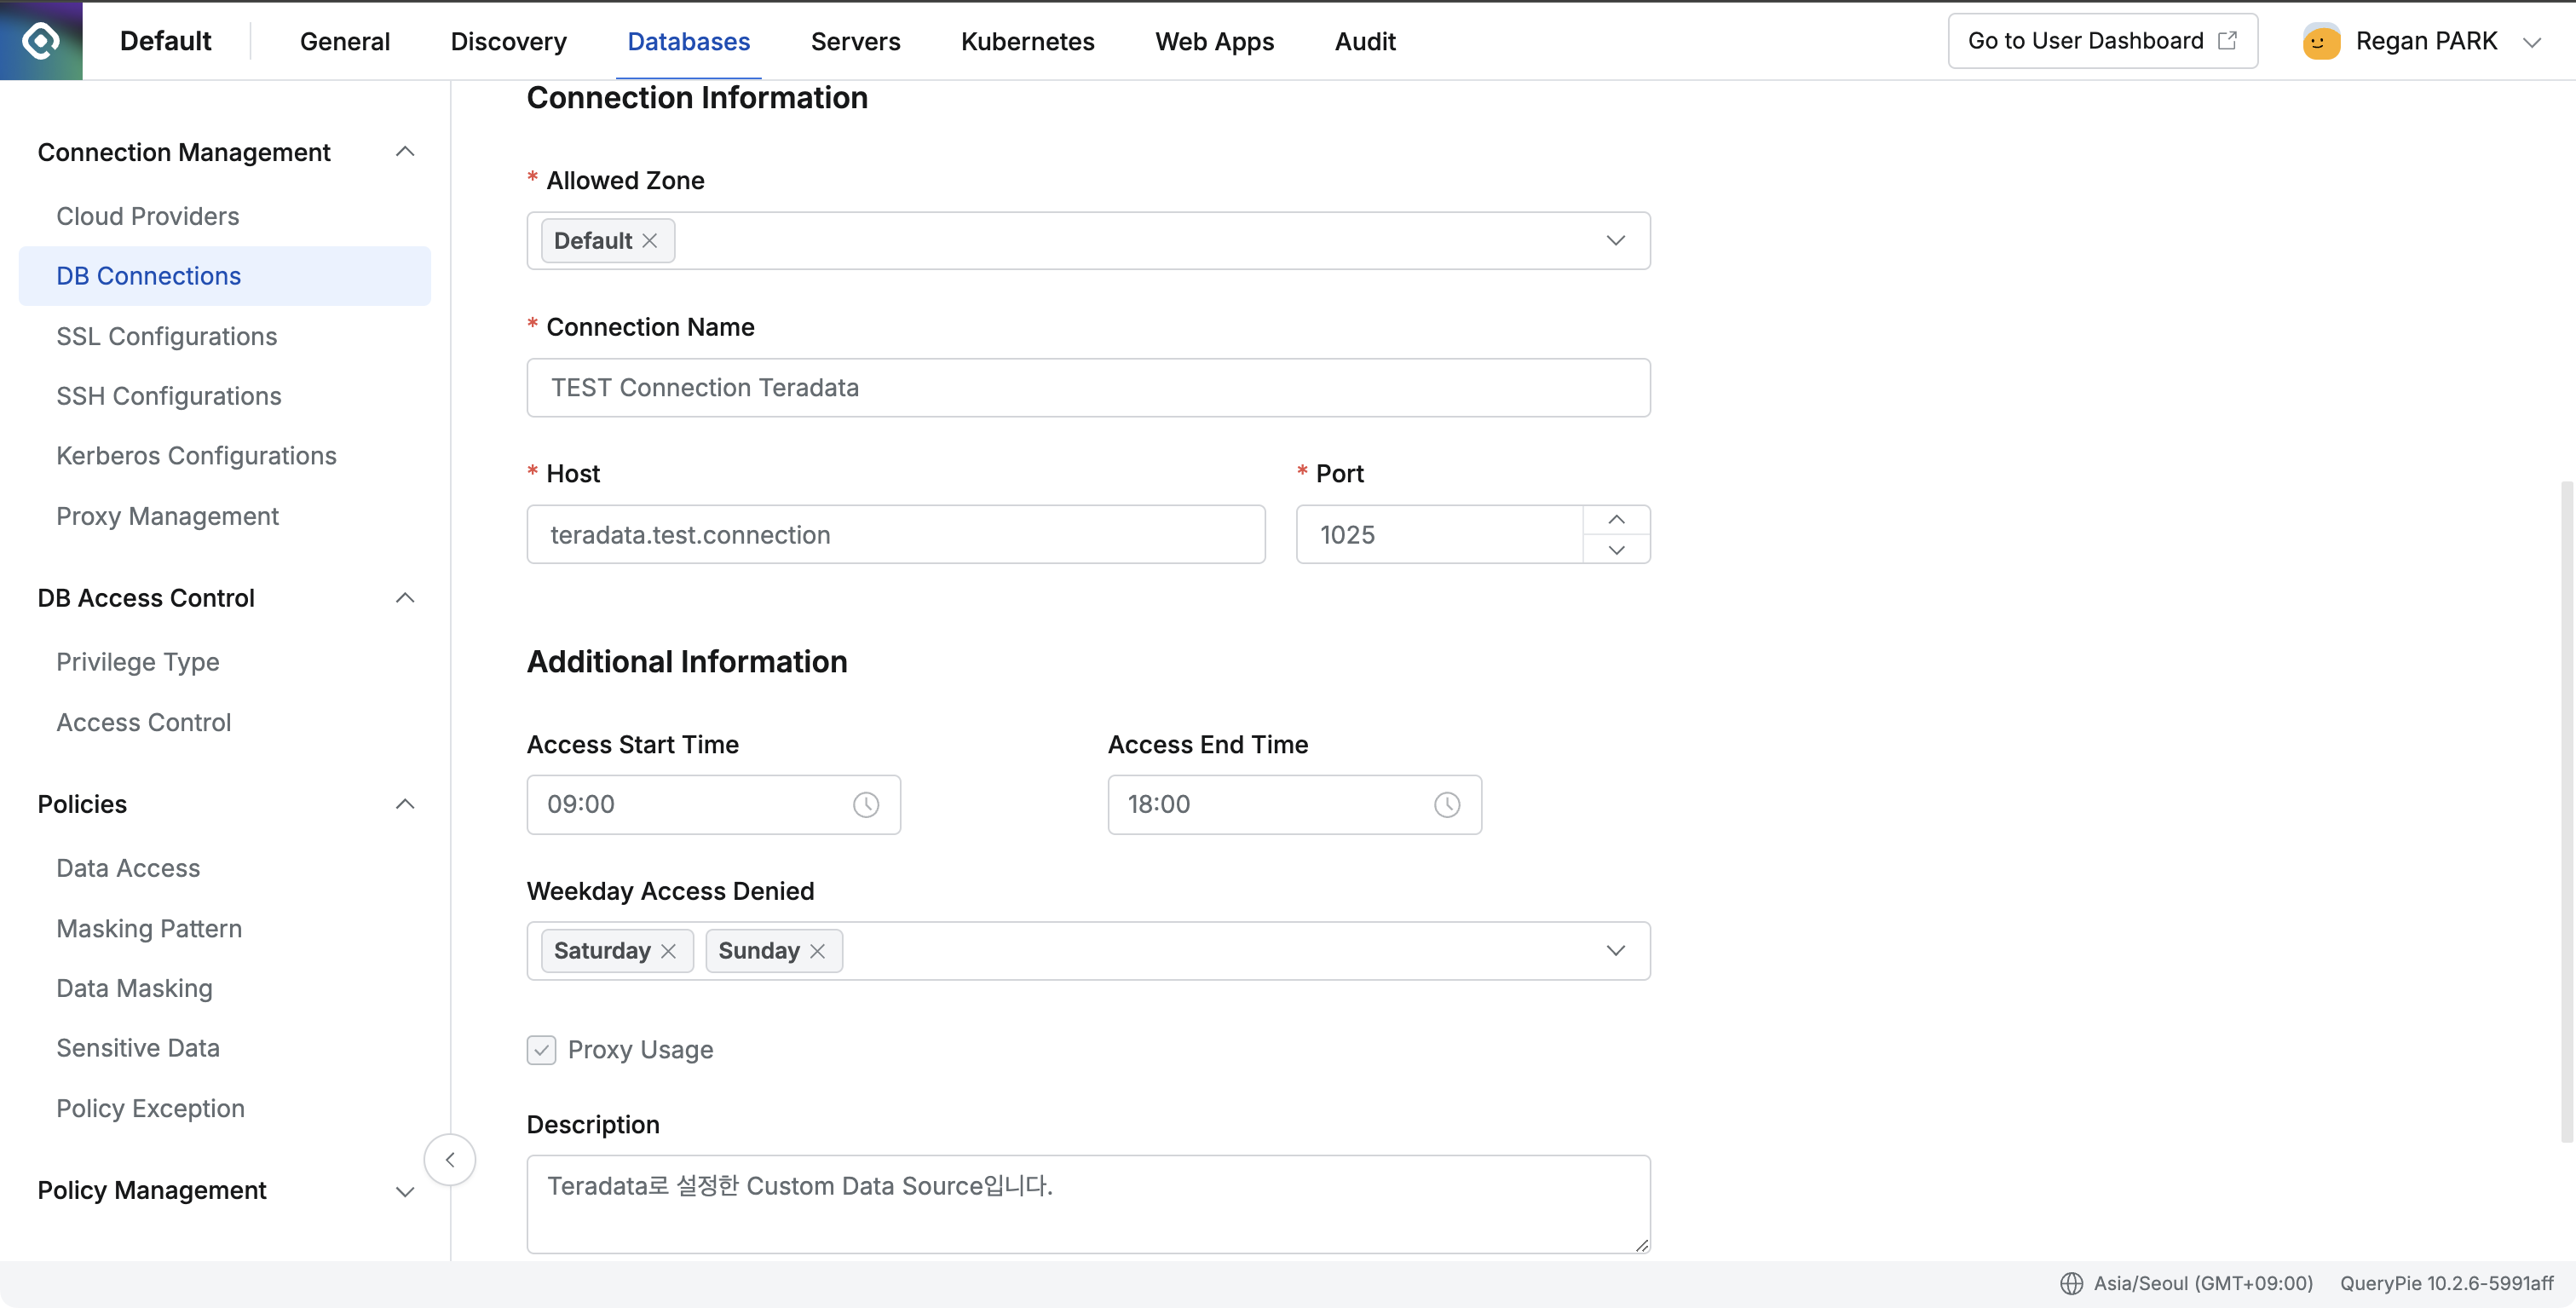 Default
General
Discovery
Databases
Servers
Kubernetes
Web Apps
Audit
Go to User Dashboard
Regan PARK
Connection Management
Cloud Providers
DB Connections
SSL Configurations
SSH Configurations
Kerberos Configurations
Proxy Management
DB Access Control
Privilege Type
Access Control
Policies
Data Access
Masking Pattern
Data Masking
Sensitive Data
Policy Exception
Policy Management
Connection Information
* Allowed Zone
Default
* Connection Name
TEST Connection Teradata
* Host
teradata.test.connection
* Port
1025
Additional Information
Access Start Time
09:00
Access End Time
18:00
Weekday Access Denied
Saturday
Sunday
Proxy Usage
Description
Teradata로 설정한 Custom Data Source입니다.
Asia/Seoul (GMT+09:00)
QueryPie 10.2.6-5991aff